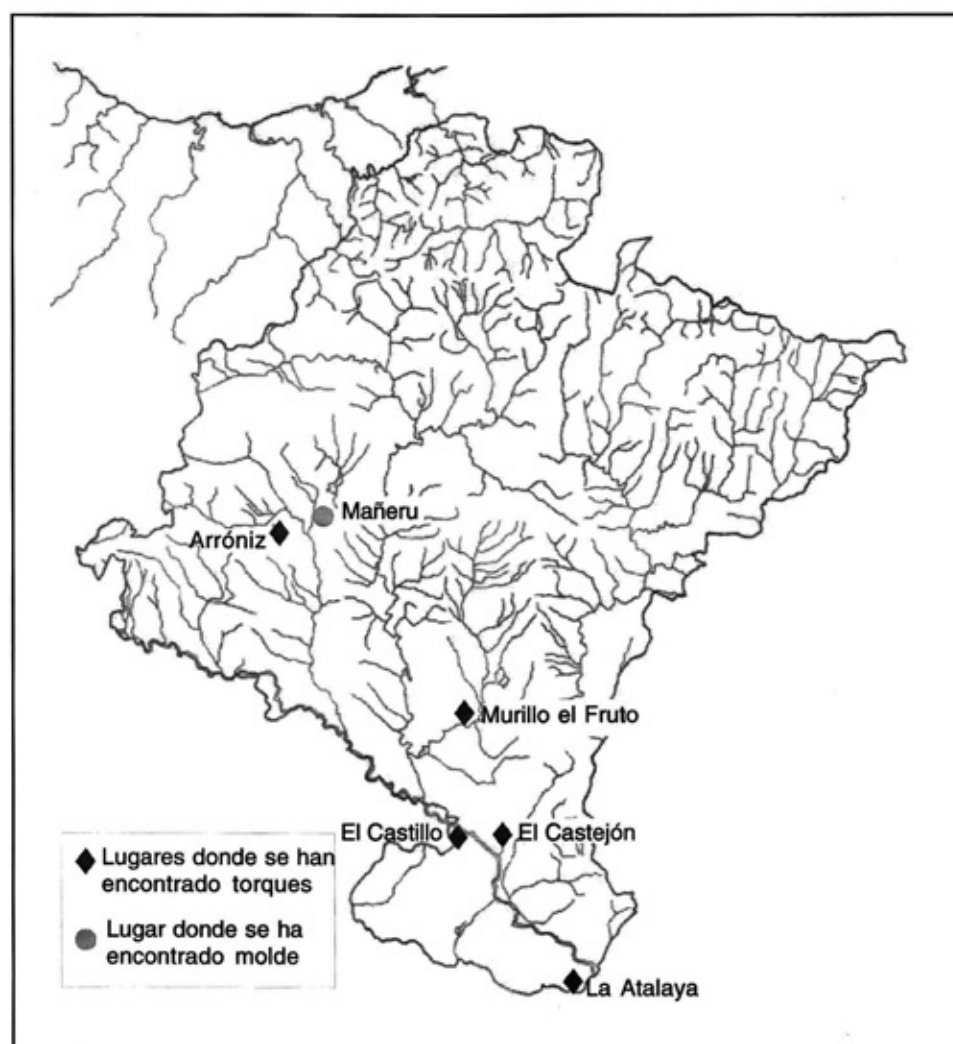 Mañeru
Arróniz
Murillo el Fruto
El Castillo
El Castejón
La Atalaya
Lugares donde se han
encontrado torques
Lugar donde se ha
encontrado molde